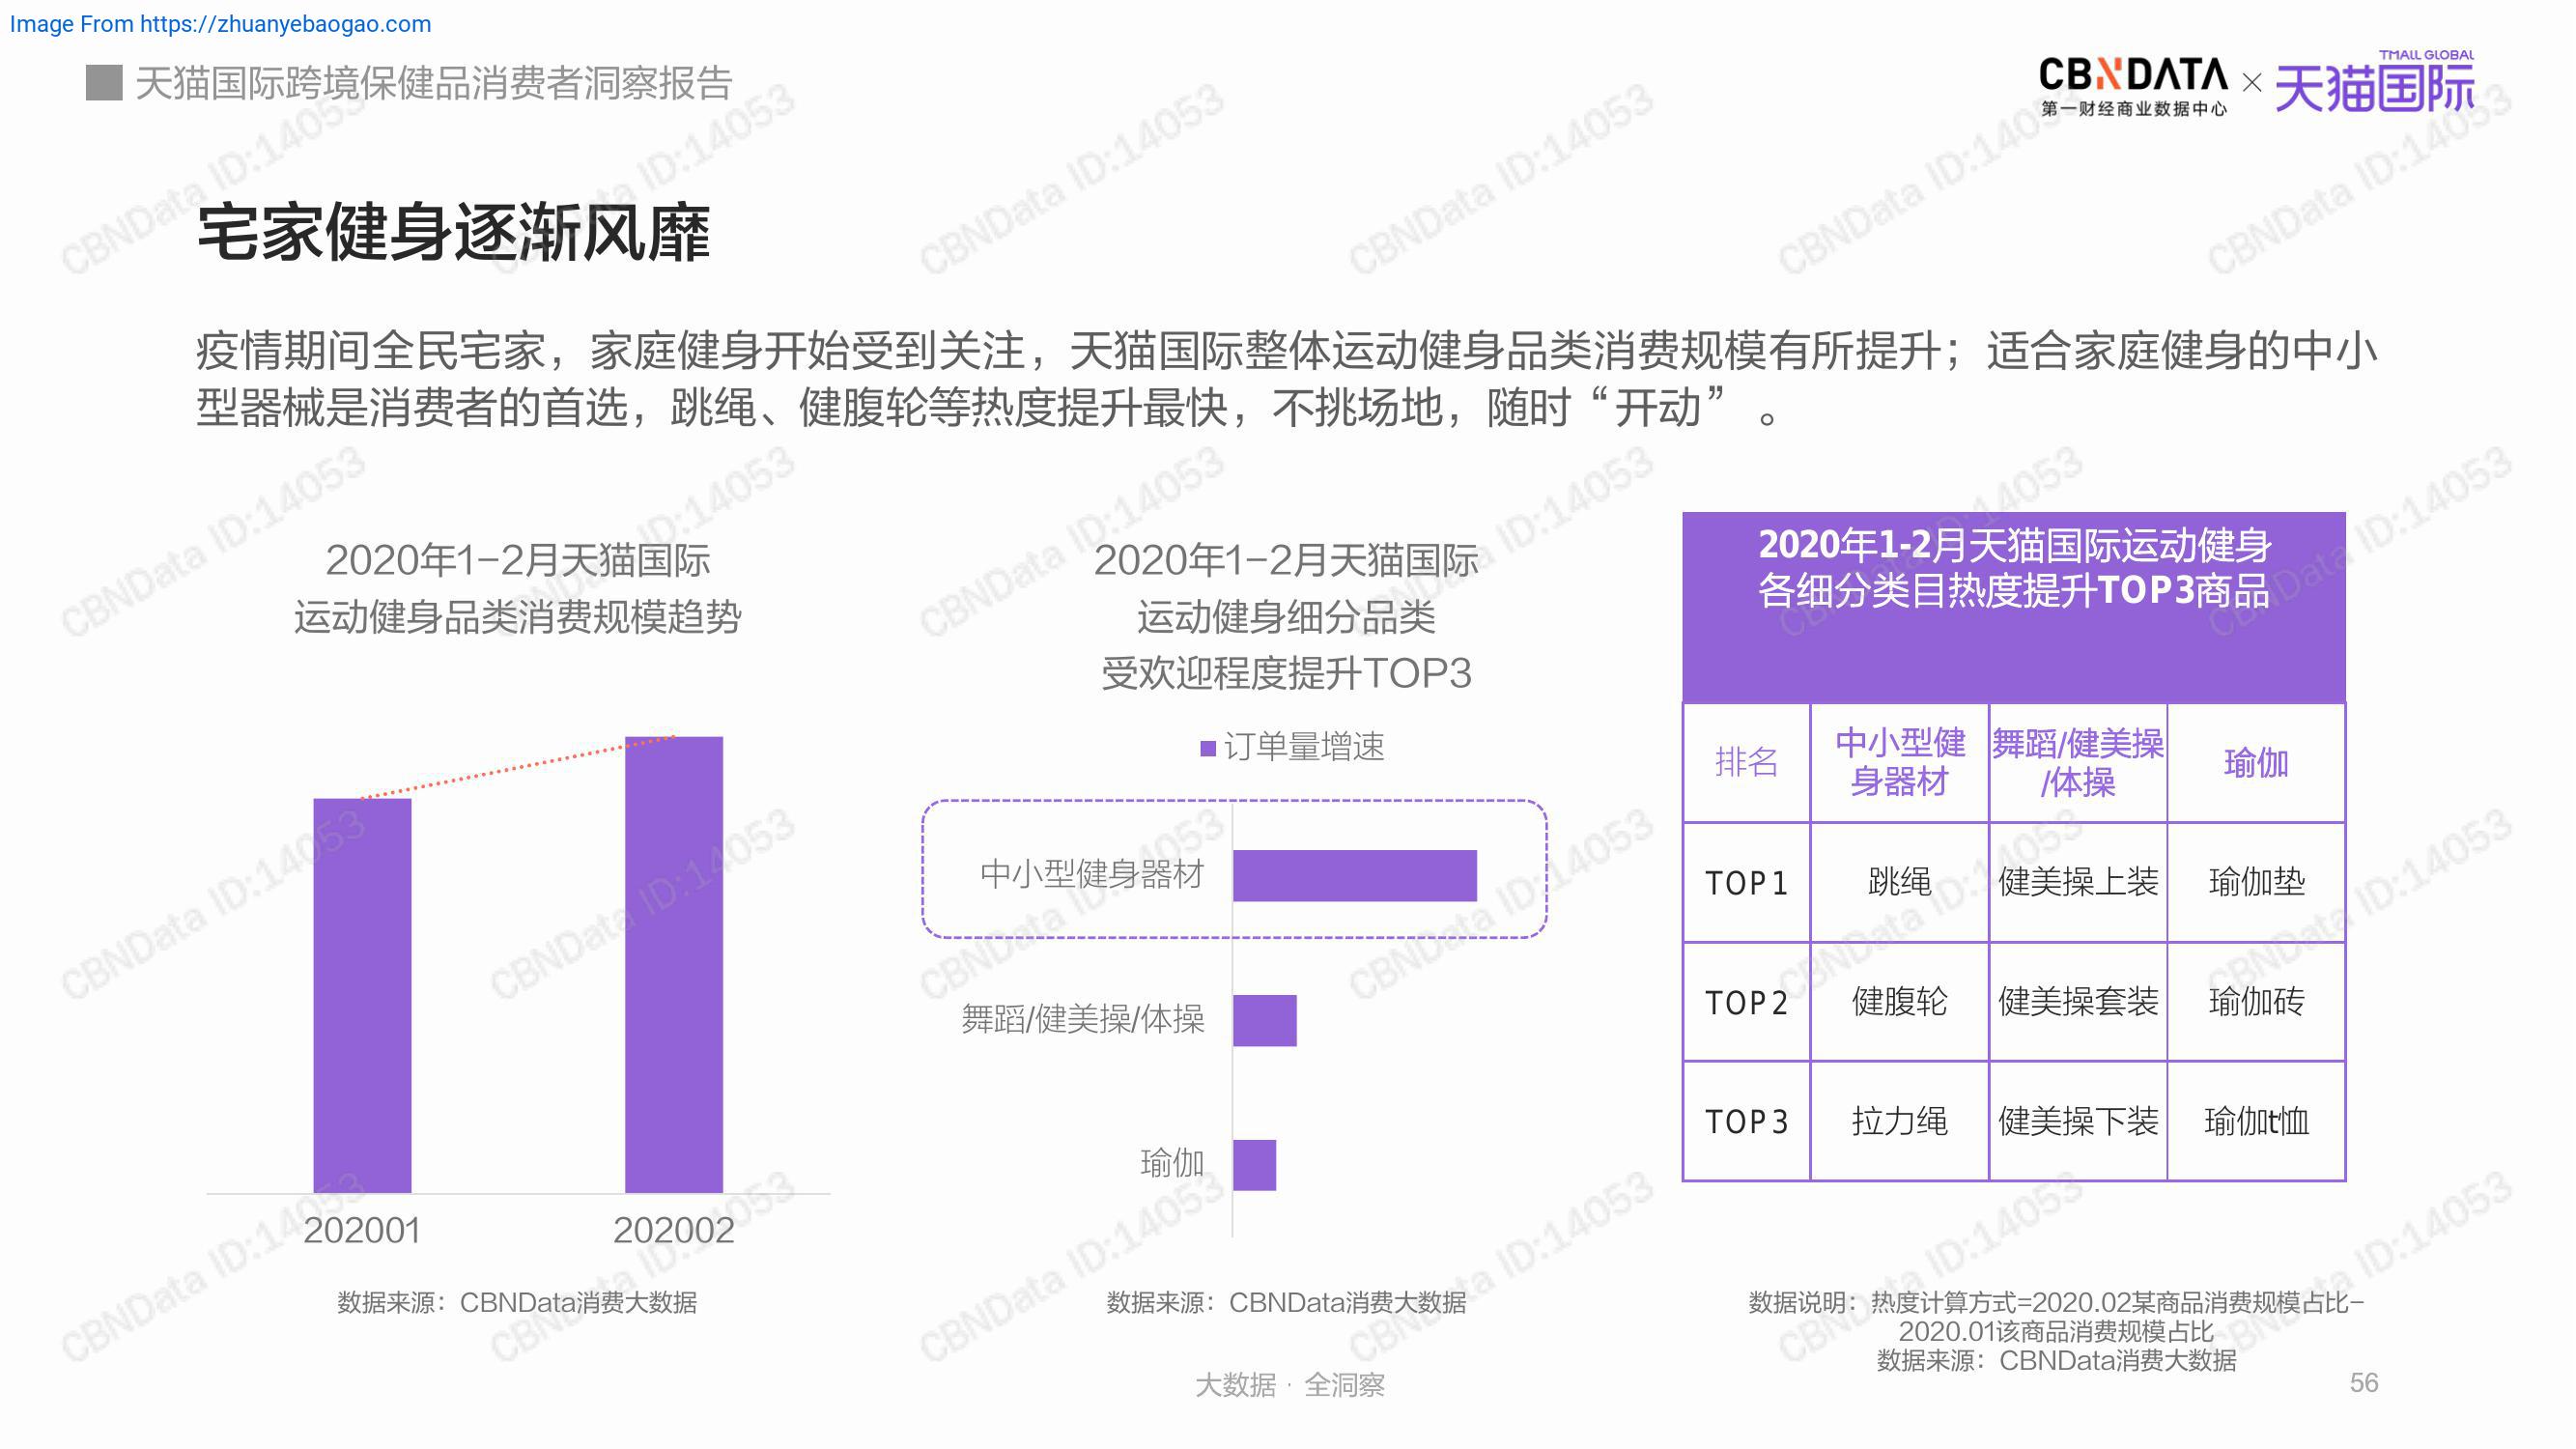 Image From https://zhuanyebaogao.com
天猫国际跨境保健品消费者洞察报告
CBNDATA
第一财经商业数据中心
×
TMALL GLOBAL
天猫国际
宅家健身逐渐风靡
疫情期间全民宅家，家庭健身开始受到关注，天猫国际整体运动健身品类消费规模有所提升；适合家庭健身的中小
型器械是消费者的首选，跳绳、健腹轮等热度提升最快，不挑场地，随时“开动” 。
2020年1-2月天猫国际
运动健身品类消费规模趋势
202001
202002
数据来源：CBNData消费大数据
2020年1-2月天猫国际
运动健身细分品类
受欢迎程度提升TOP3
订单量增速
中小型健身器材
舞蹈/健美操/体操
瑜伽
数据来源：CBNData消费大数据
2020年1-2月天猫国际运动健身
各细分类目热度提升TOP3商品
排名
中小型健
身器材
舞蹈/健美操
/体操
瑜伽
TOP1 跳绳 健美操上装 瑜伽垫
TOP2 健腹轮 健美操套装 瑜伽砖
TOP3 拉力绳 健美操下装 瑜伽t恤
数据说明：热度计算方式=2020.02某商品消费规模占比-
2020.01该商品消费规模占比
数据来源：CBNData消费大数据
大数据 · 全洞察
56
CBNData ID:14053